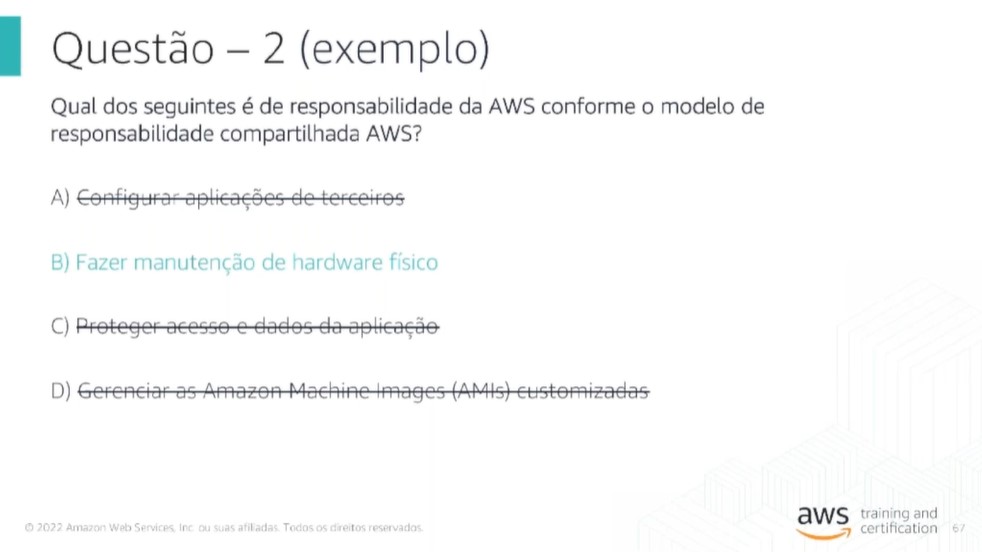 Questão – 2 (exemplo)
Qual dos seguintes é de responsabilidade da AWS conforme o modelo de
responsabilidade compartilhada AWS?
A) Configurar aplicações de terceiros
B) Fazer manutenção de hardware físico
C) Proteger acesso e dados da aplicação
D) Gerenciar as Amazon Machine Images (AMIs) customizadas
© 2022 Amazon Web Services, Inc. ou suas afiliadas. Todos os direitos reservados.
aws training and
certification 67